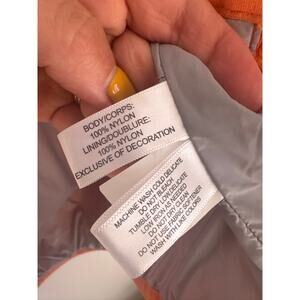 BODY/CORPS:
100% NYLON
LINING/DOUBLURE:
100% NYLON
EXCLUSIVE OF DECORATION
MACHINE WASH COLD DELICATE
DO NOT BLEACH
TUMBLE DRY LOW/DELICATE
LOW IRON AS NEEDED
DO NOT DRY CLEAN
DO NOT USE FABRIC SOFTENER
WASH WITH LIKE COLORS